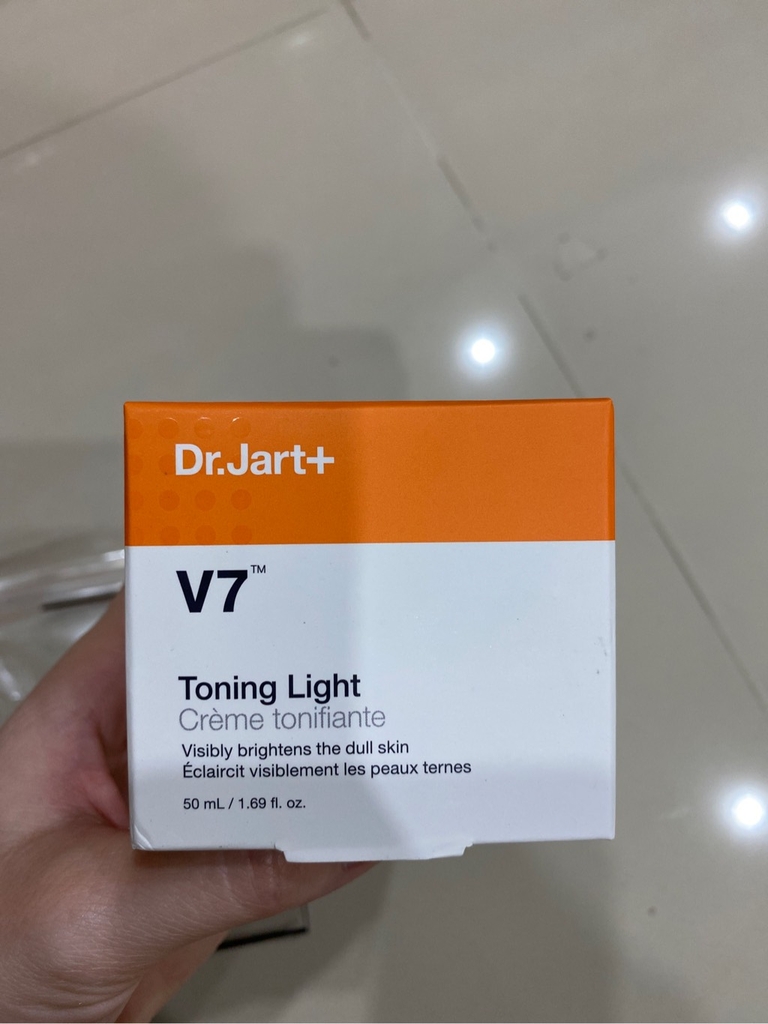 Dr.Jart+
V7™
Toning Light
Crème tonifiante
Visibly brightens the dull skin
Éclaircit visiblement les peaux ternes
50 mL / 1.69 fl. oz.